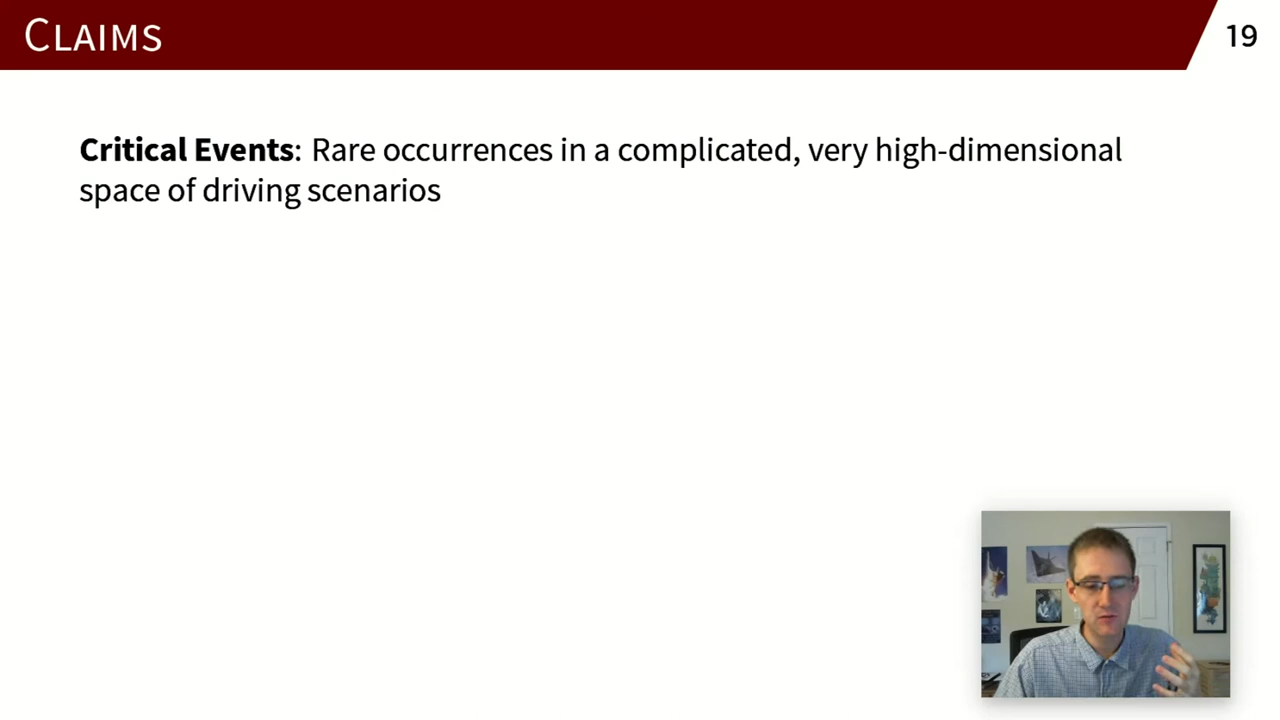 CLAIMS
19
Critical Events: Rare occurrences in a complicated, very high-dimensional
space of driving scenarios